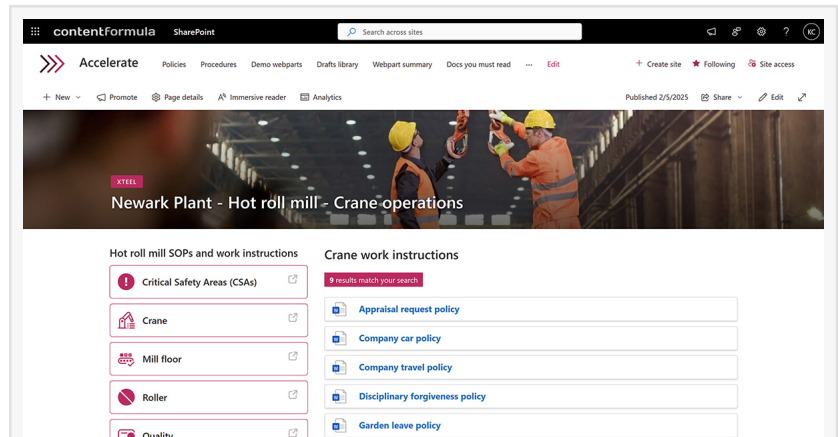 contentformula SharePoint Search across sites ? KC
Accelerate Policies Procedures Demo webparts Drafts library Webpart summary Docs you must read ... Edit + Create site Following Site access
+ New Promote Page details Immersive reader Analytics Published 2/5/2025 Share Edit
XTEEL
Newark Plant - Hot roll mill - Crane operations
Hot roll mill SOPs and work instructions
Critical Safety Areas (CSAs)
Crane
Mill floor
Roller
Quality
Crane work instructions
9 results match your search
Appraisal request policy
Company car policy
Company travel policy
Disciplinary forgiveness policy
Garden leave policy